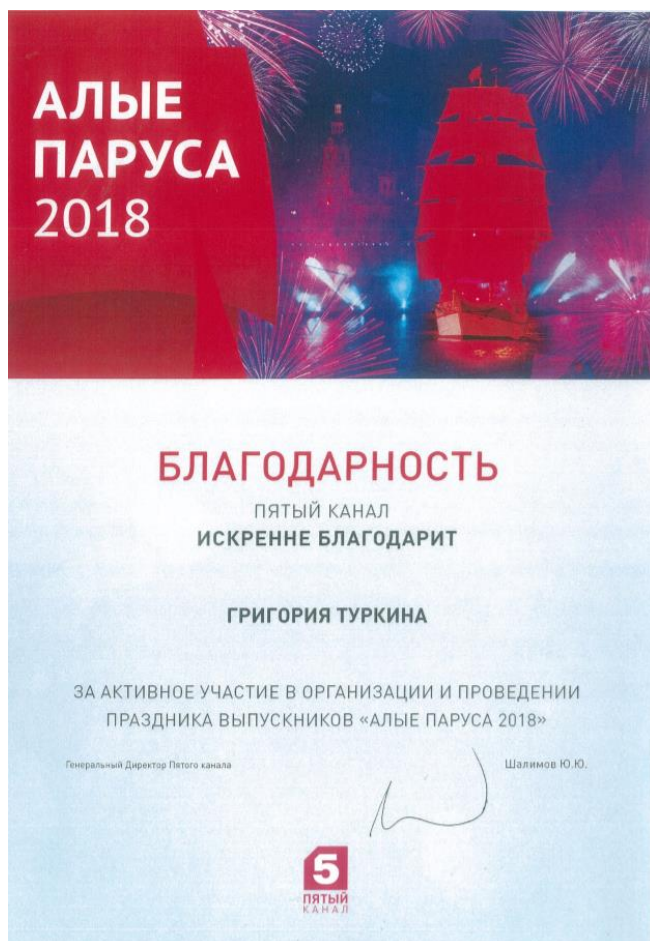 АЛЫЕ
ПАРУСА
2018
БЛАГОДАРНОСТЬ
ПЯТЫЙ КАНАЛ
ИСКРЕННЕ БЛАГОДАРИТ
ГРИГОРИЯ ТУРКИНА
ЗА АКТИВНОЕ УЧАСТИЕ В ОРГАНИЗАЦИИ И ПРОВЕДЕНИИ
ПРАЗДНИКА ВЫПУСКНИКОВ «АЛЫЕ ПАРУСА 2018»
Генеральный Директор Пятого канала
Шалимов Ю.Ю.
5
ПЯТЫЙ
КАНАЛ